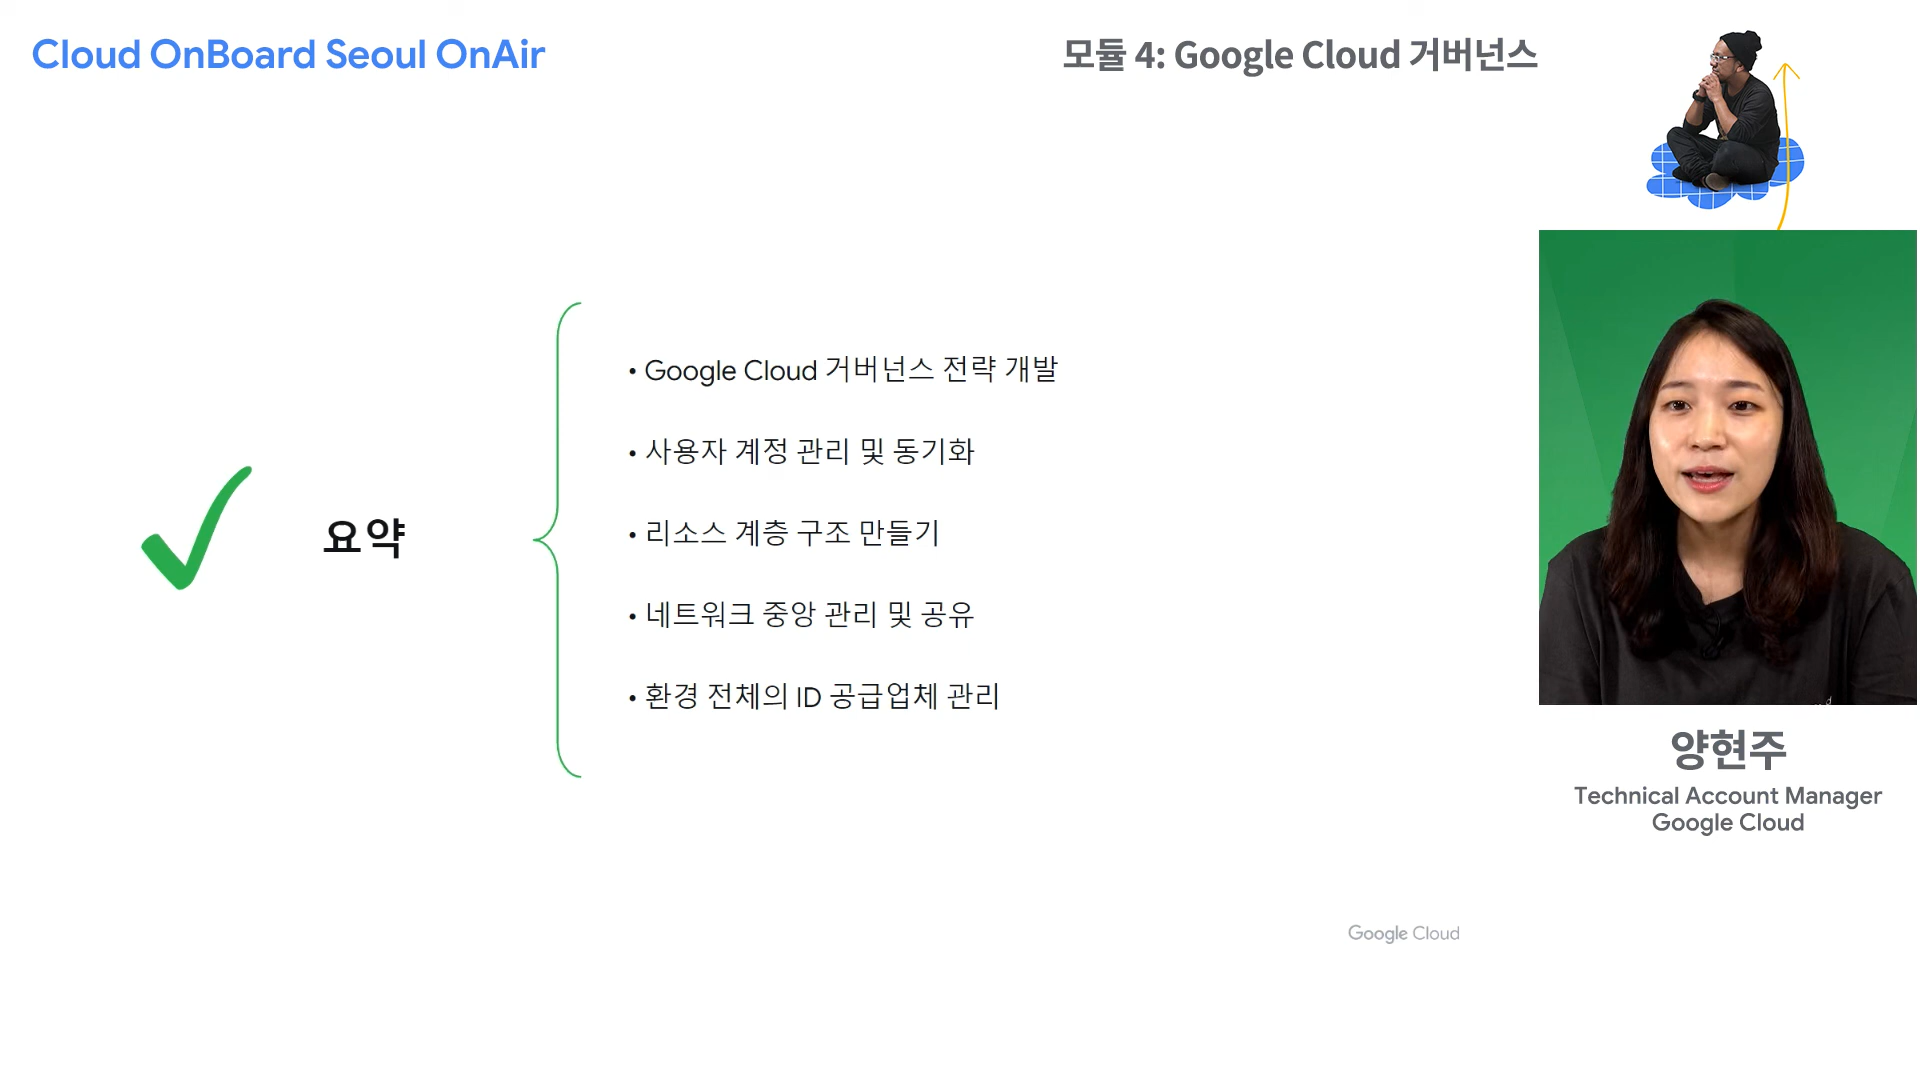 Cloud OnBoard Seoul OnAir
모듈 4: Google Cloud 거버넌스
요약
• Google Cloud 거버넌스 전략 개발
• 사용자 계정 관리 및 동기화
• 리소스 계층 구조 만들기
• 네트워크 중앙 관리 및 공유
• 환경 전체의 ID 공급업체 관리
양현주
Technical Account Manager
Google Cloud
Google Cloud